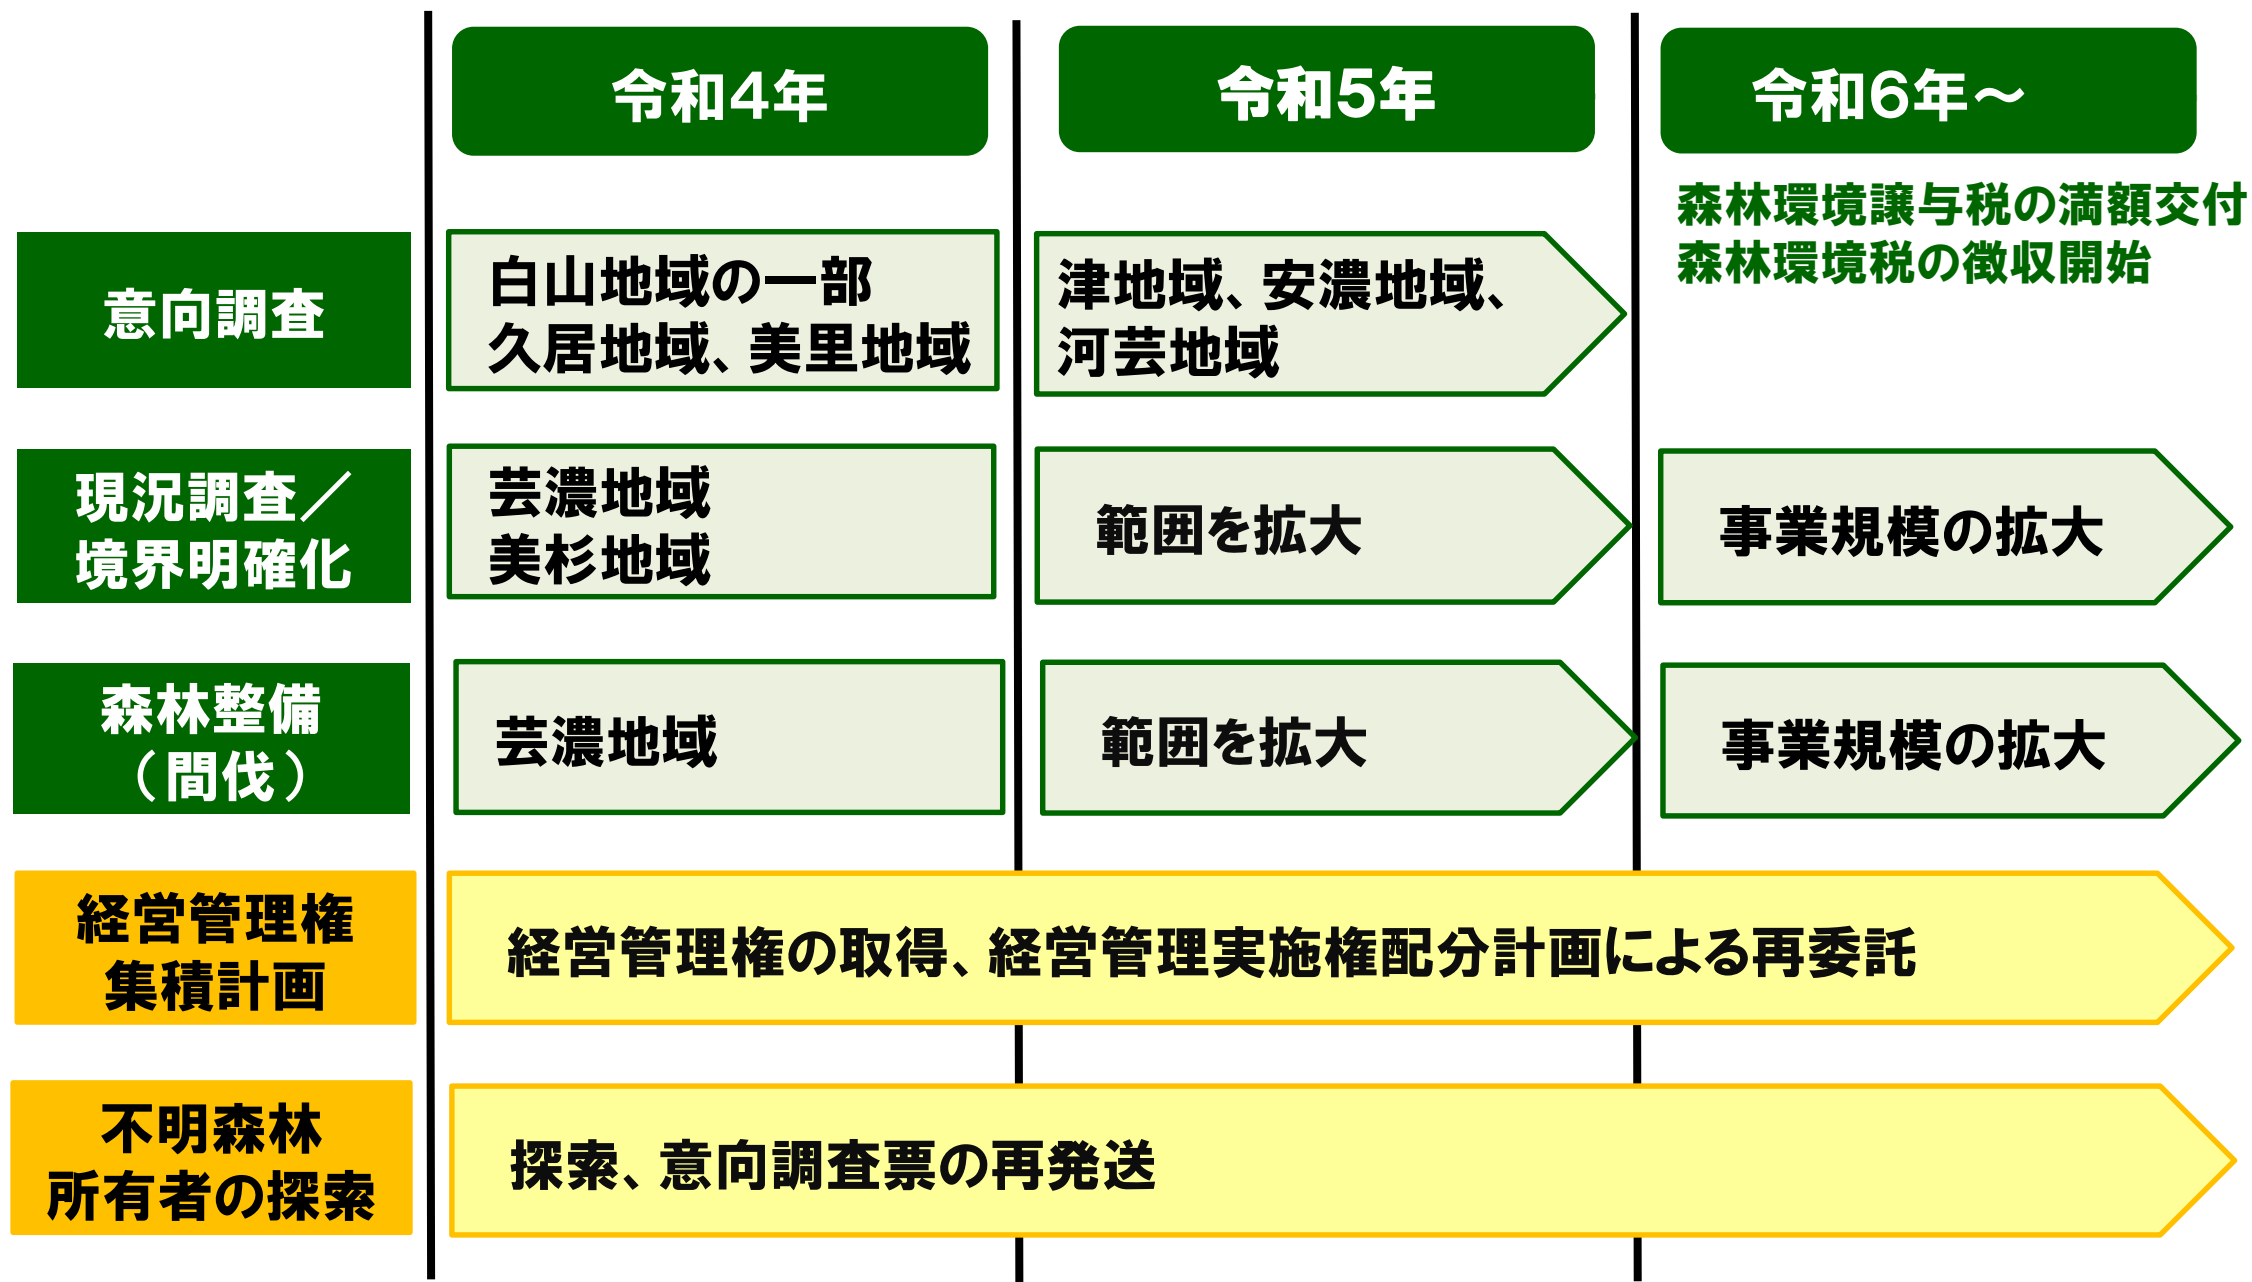 令和4年
令和5年
令和6年～
森林環境譲与税の満額交付
森林環境税の徴収開始
意向調査
白山地域の一部
久居地域、美里地域
津地域、安濃地域、
河芸地域
現況調査／
境界明確化
芸濃地域
美杉地域
範囲を拡大
事業規模の拡大
森林整備
（間伐）
芸濃地域
範囲を拡大
事業規模の拡大
経営管理権
集積計画
経営管理権の取得、経営管理実施権配分計画による再委託
不明森林
所有者の探索
探索、意向調査票の再発送